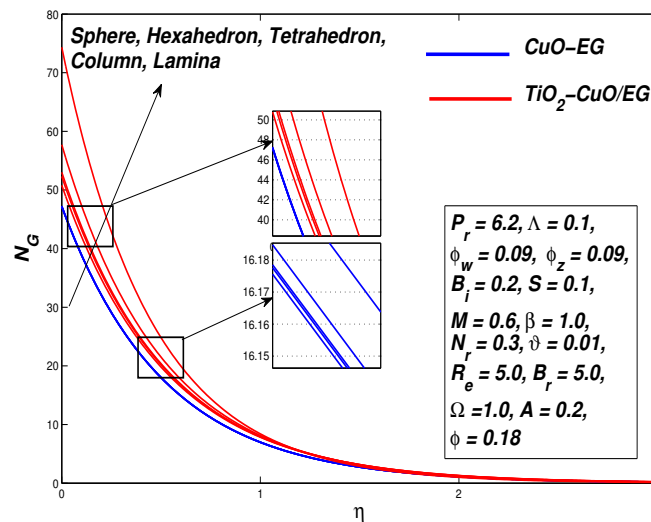 Sphere, Hexahedron, Tetrahedron,
Column, Lamina
CuO−EG
TiO₂−CuO/EG
N_G
80
70
60
50
40
30
20
10
0
50
48
46
44
42
40
16.18
16.17
16.16
16.15
P_r = 6.2, Λ = 0.1,
ϕ_w = 0.09, ϕ_z = 0.09,
B_i = 0.2, S = 0.1,
M = 0.6, β = 1.0,
N_r = 0.3, ϑ = 0.01,
R_e = 5.0, B_r = 5.0,
Ω =1.0, A = 0.2,
ϕ = 0.18
0 1 2
η